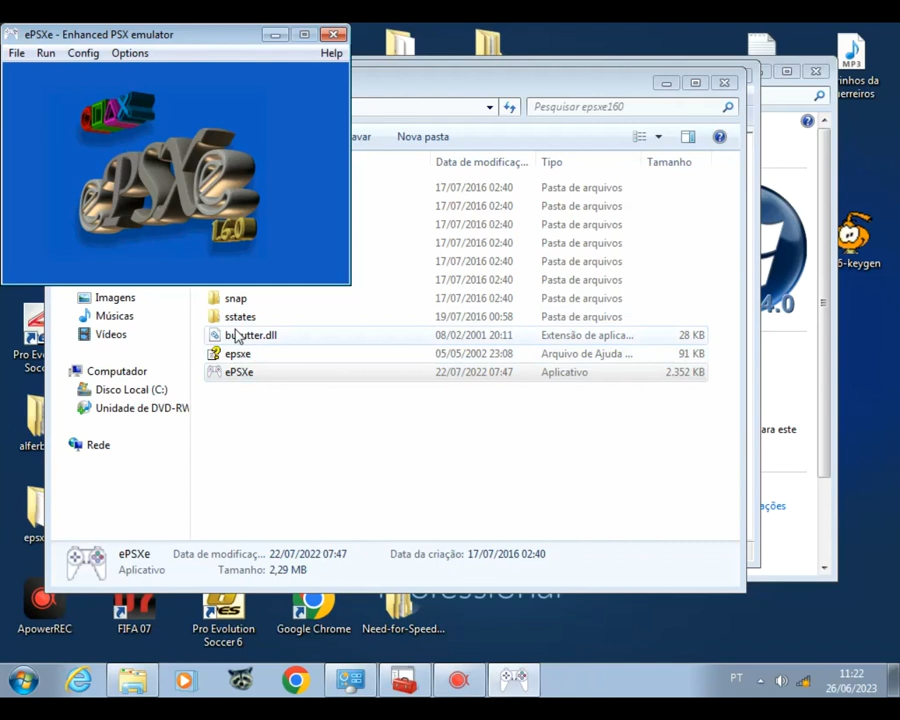 ePSXe - Enhanced PSX emulator
File Run Config Options Help
ePSXe
1.6.0
Pesquisar epsxe160
Nova pasta
Data de modificaç... Tipo Tamanho
17/07/2016 02:40 Pasta de arquivos
17/07/2016 02:40 Pasta de arquivos
17/07/2016 02:40 Pasta de arquivos
17/07/2016 02:40 Pasta de arquivos
17/07/2016 02:40 Pasta de arquivos
17/07/2016 02:40 Pasta de arquivos
snap 17/07/2016 02:40 Pasta de arquivos
sstates 19/07/2016 00:58 Pasta de arquivos
08/02/2001 20:11 Extensão de aplica... 28 KB
epsxe 05/05/2002 23:08 Arquivo de Ajuda ... 91 KB
ePSXe 22/07/2022 07:47 Aplicativo 2.352 KB
Imagens
Músicas
Vídeos
Computador
Disco Local (C:)
Unidade de DVD-RW
Rede
ePSXe Data de modificaç... 22/07/2022 07:47 Data da criação: 17/07/2016 02:40
Aplicativo Tamanho: 2,29 MB
MP3
6-keygen
4.0
ara este
ações
Pro Evolution
Socc
alferb
epsx
Professional
ApowerREC
FIFA 07
Pro Evolution
Soccer 6
Google Chrome
Need-for-Speed...
PT
11:22
26/06/2023